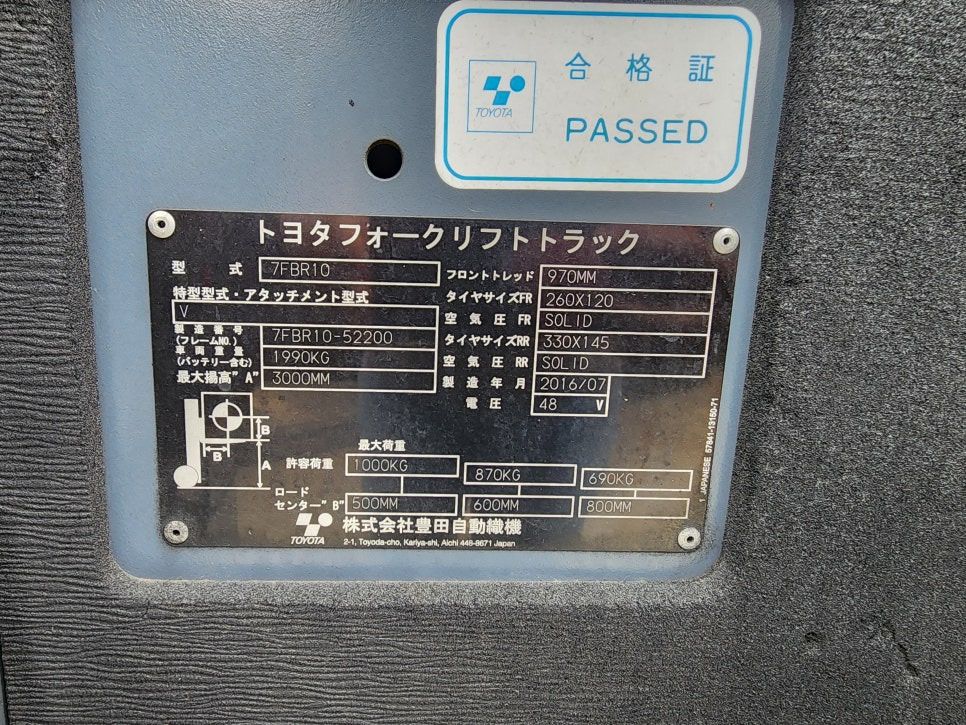 合格証
TOYOTA
PASSED
トヨタフォークリフトトラック
型式 7FBR10
特型型式・アタッチメント型式
V
製造番号
(フレームNO.) 7FBR10-52200
車両重量
(バッテリー含む) 1990KG
最大揚高"A" 3000MM
フロントトレッド 970MM
タイヤサイズFR 260X120
空気圧FR SOLID
タイヤサイズRR 330X145
空気圧RR SOLID
製造年月 2016/07
電圧 48 V
B
B
A
最大荷重
許容荷重 1000KG 870KG 690KG
ロード
センター"B" 500MM 600MM 800MM
TOYOTA 株式会社豊田自動織機
2-1, Toyoda-cho, Kariya-shi, Aichi 448-8671 Japan
1 JAPANESE 57841-13150-71